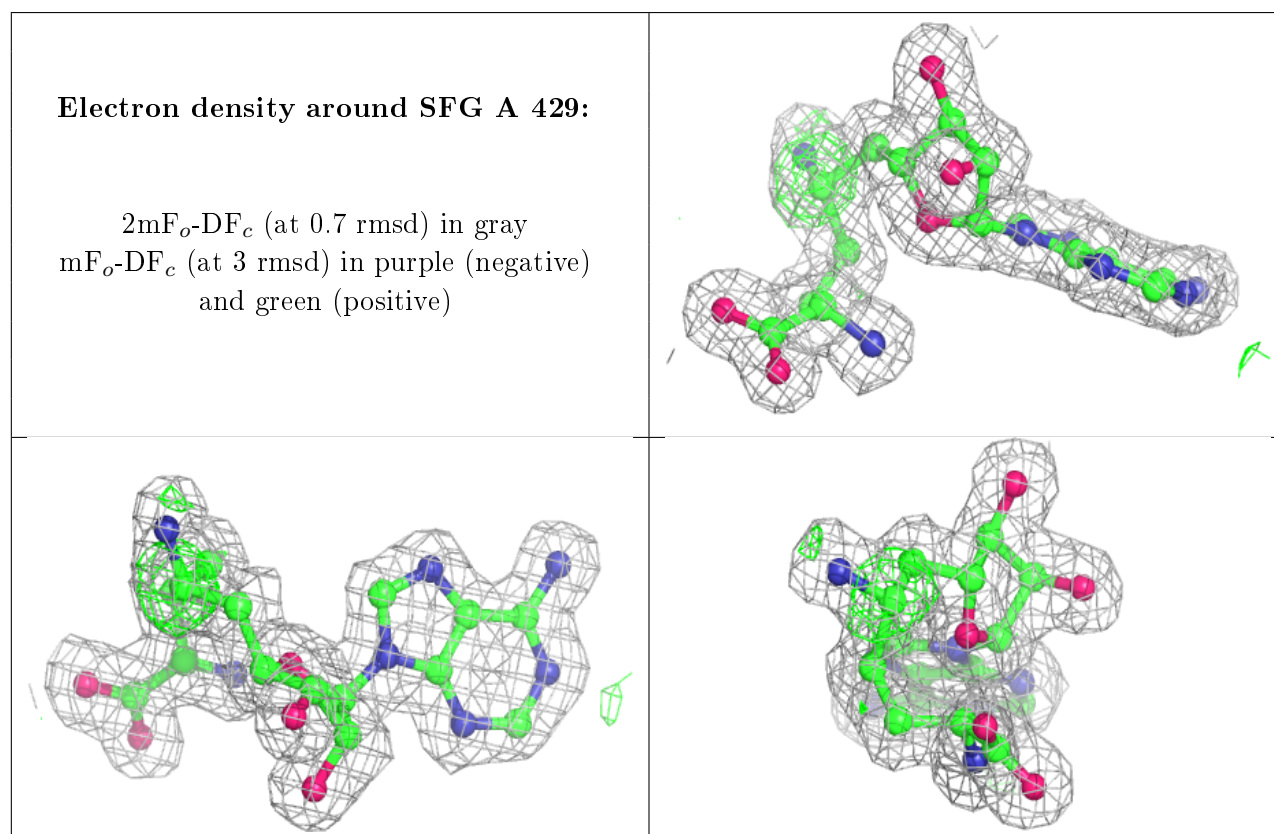 Electron density around SFG A 429:
2mFo-DFc (at 0.7 rmsd) in gray
mFo-DFc (at 3 rmsd) in purple (negative)
and green (positive)